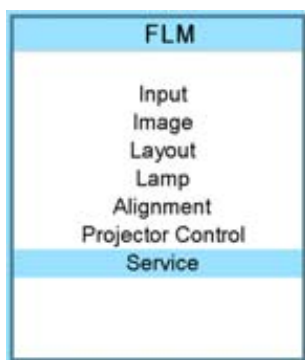 FLM
Input
Image
Layout
Lamp
Alignment
Projector Control
Service